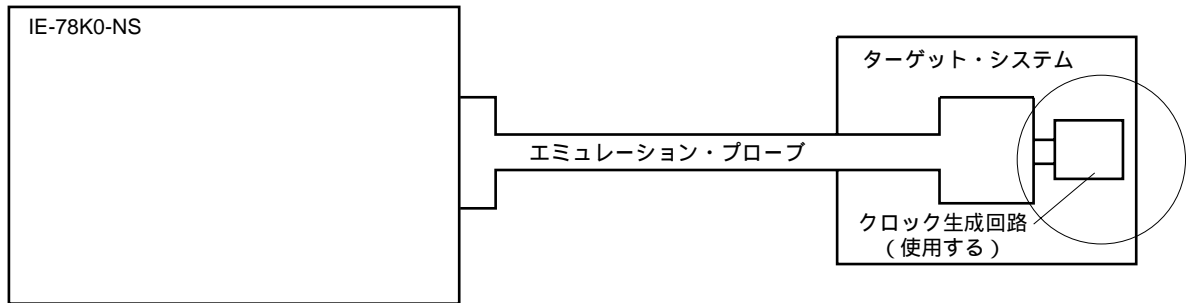 IE-78K0-NS
ターゲット・システム
エミュレーション・プローブ
クロック生成回路
（使用する）